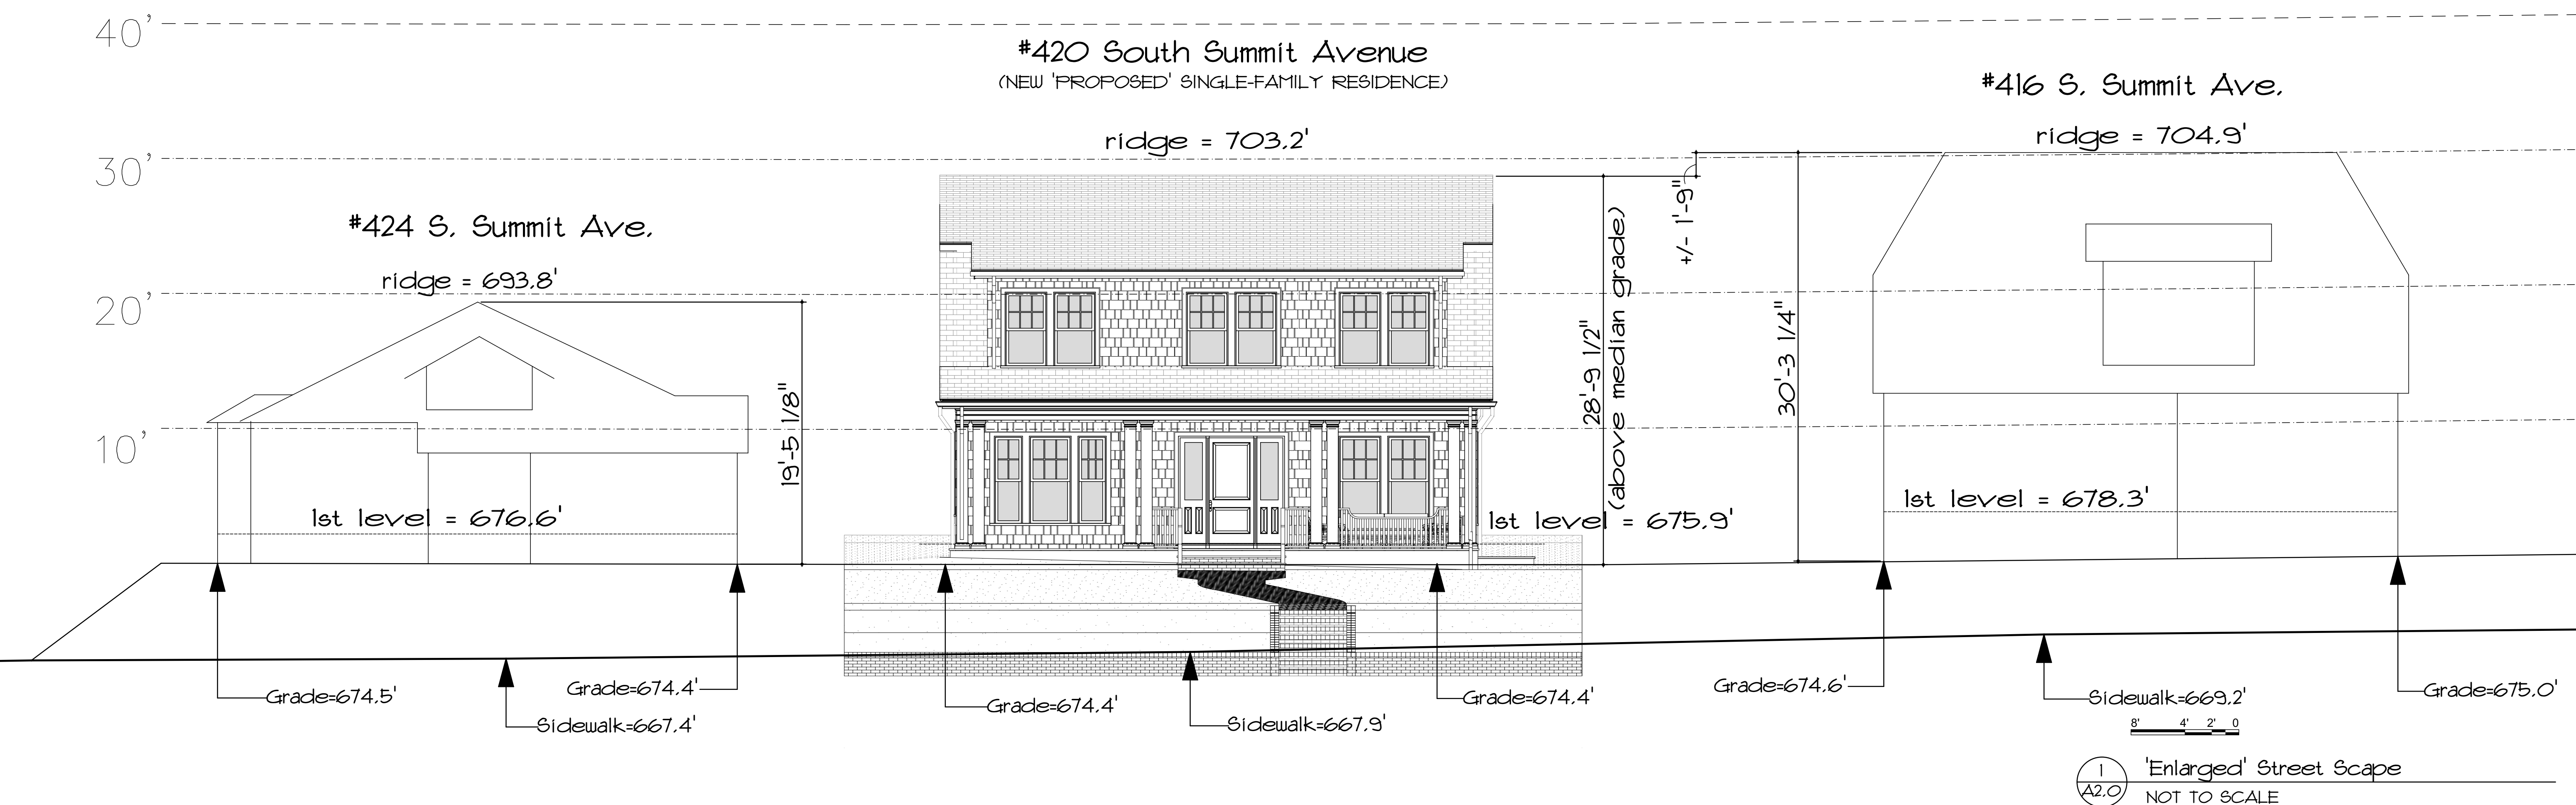 40'
#420 South Summit Avenue
(NEW 'PROPOSED' SINGLE-FAMILY RESIDENCE)
#416 S. Summit Ave.
ridge = 703.2'
ridge = 704.9'
30'
+/- 1'-9"
#424 S. Summit Ave.
ridge = 693.8'
20'
19'-5 1/8"
28'-9 1/2"
(above median grade)
30'-3 1/4"
10'
1st level = 676.6'
1st level = 675.9'
1st level = 678.3'
Grade=674.5'
Grade=674.4'
Sidewalk=667.4'
Grade=674.4'
Sidewalk=667.9'
Grade=674.4'
Grade=674.6'
Sidewalk=669.2'
Grade=675.0'
8' 4' 2' 0
1
A2.0
'Enlarged' Street Scape
NOT TO SCALE